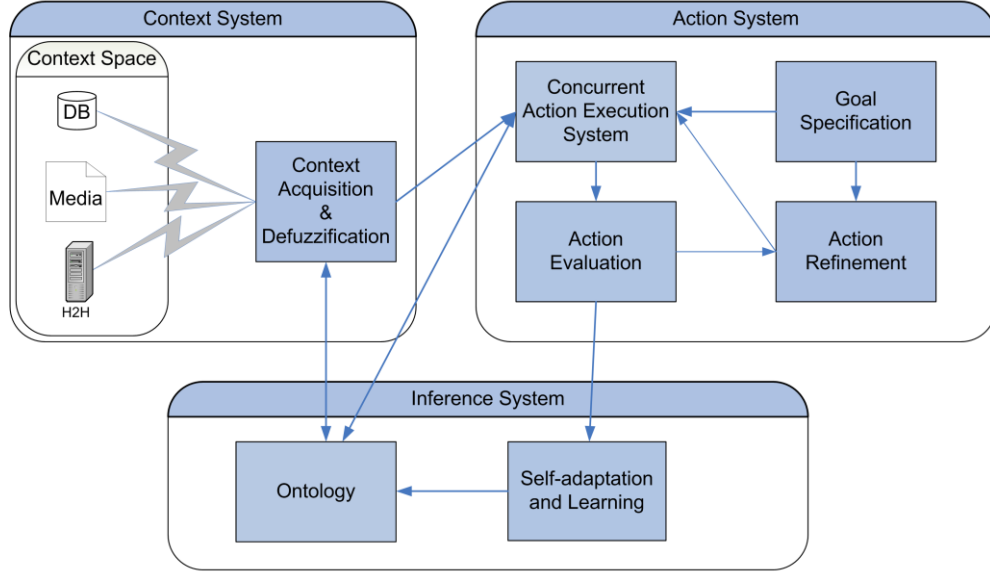 Context System
Context Space
DB
Media
H2H
Context
Acquisition
&
Defuzzification
Action System
Concurrent
Action Execution
System
Goal
Specification
Action
Evaluation
Action
Refinement
Inference System
Ontology
Self-adaptation
and Learning